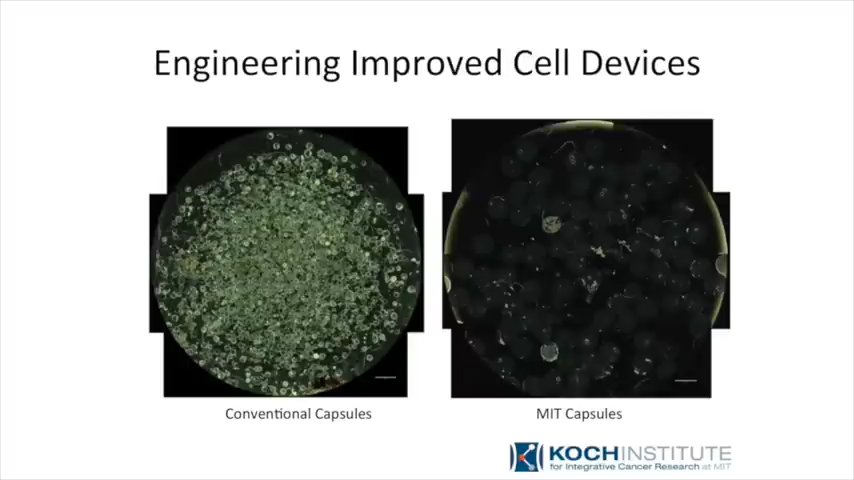 Engineering Improved Cell Devices
Conventional Capsules
MIT Capsules
KOCH INSTITUTE
for Integrative Cancer Research at MIT